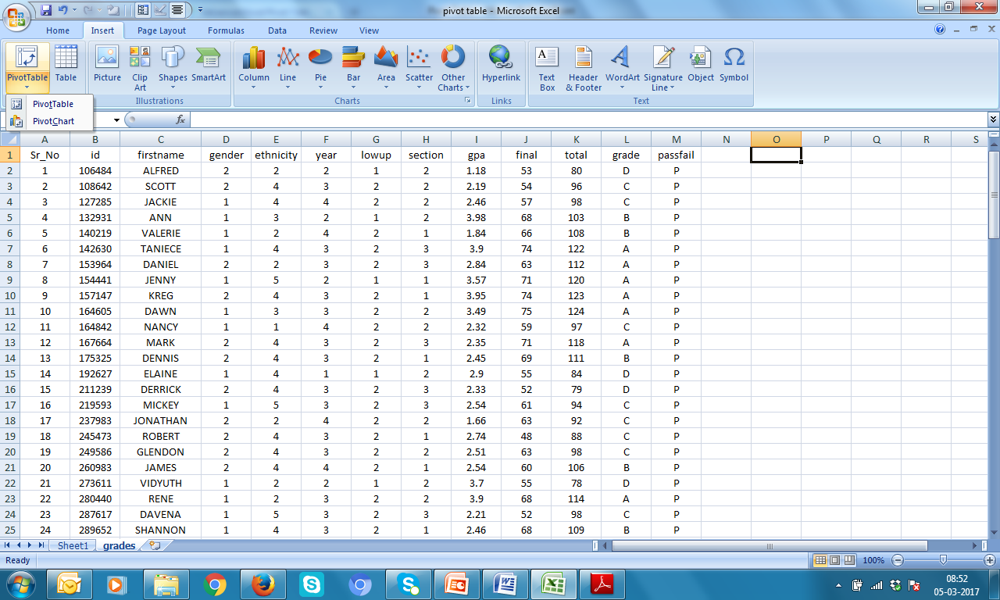 pivot table - Microsoft Excel
Home Insert Page Layout Formulas Data Review View
PivotTable Table Picture Clip Art Shapes SmartArt Column Line Pie Bar Area Scatter Other Charts Hyperlink Text Box Header & Footer WordArt Signature Line Object Symbol
Illustrations Charts Links Text
PivotTable
PivotChart
fx
A B C D E F G H I J K L M N O P Q R S
1 Sr_No id firstname gender ethnicity year lowup section gpa final total grade passfail
2 1 106484 ALFRED 2 2 2 1 2 1.18 53 80 D P
3 2 108642 SCOTT 2 4 3 2 2 2.19 54 96 C P
4 3 127285 JACKIE 1 4 4 2 2 2.46 57 98 C P
5 4 132931 ANN 1 3 2 1 2 3.98 68 103 B P
6 5 140219 VALERIE 1 2 4 2 1 1.84 66 108 B P
7 6 142630 TANIECE 1 4 3 2 3 3.9 74 122 A P
8 7 153964 DANIEL 2 2 3 2 3 2.84 63 112 A P
9 8 154441 JENNY 1 5 2 1 1 3.57 71 120 A P
10 9 157147 KREG 2 4 3 2 1 3.95 74 123 A P
11 10 164605 DAWN 1 3 3 2 2 3.49 75 124 A P
12 11 164842 NANCY 1 1 4 2 2 2.32 59 97 C P
13 12 167664 MARK 2 4 3 2 3 2.35 71 118 A P
14 13 175325 DENNIS 2 4 3 2 1 2.45 69 111 B P
15 14 192627 ELAINE 1 4 1 1 2 2.9 55 84 D P
16 15 211239 DERRICK 2 4 3 2 3 2.33 52 79 D P
17 16 219593 MICKEY 1 5 3 2 3 2.54 61 94 C P
18 17 237983 JONATHAN 2 2 4 2 2 1.66 63 92 C P
19 18 245473 ROBERT 2 4 3 2 1 2.74 48 88 C P
20 19 249586 GLENDON 2 4 3 2 2 2.51 63 98 C P
21 20 260983 JAMES 2 4 4 2 1 2.54 60 106 B P
22 21 273611 VIDYUTH 1 2 2 1 2 3.7 55 78 D P
23 22 280440 RENE 1 2 3 2 2 3.9 68 114 A P
24 23 287617 DAVENA 1 5 3 2 3 2.21 52 98 C P
25 24 289652 SHANNON 1 4 3 2 1 2.46 68 109 B P
Sheet1 grades
Ready 100%
08:52
05-03-2017